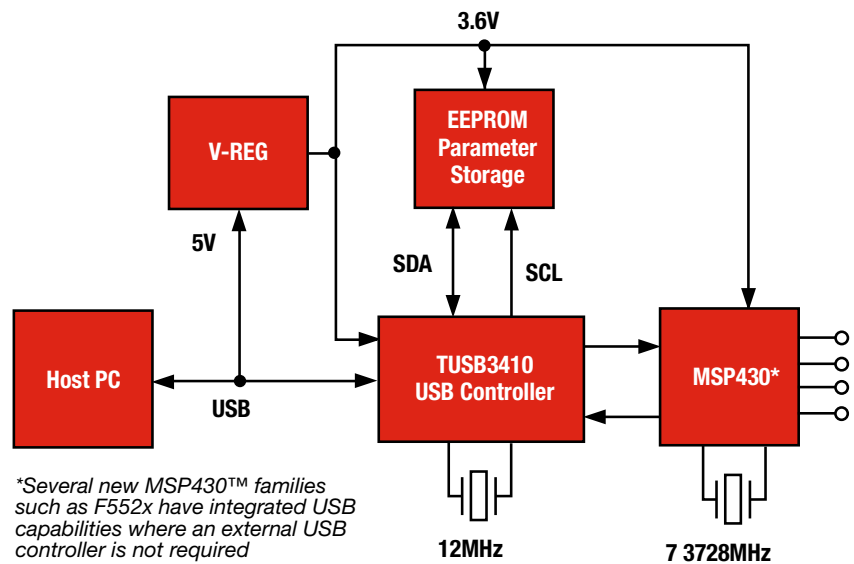 3.6V
V-REG
EEPROM
Parameter
Storage
5V
SDA
SCL
Host PC
USB
TUSB3410
USB Controller
MSP430*
*Several new MSP430™ families
such as F552x have integrated USB
capabilities where an external USB
controller is not required
12MHz
7 3728MHz